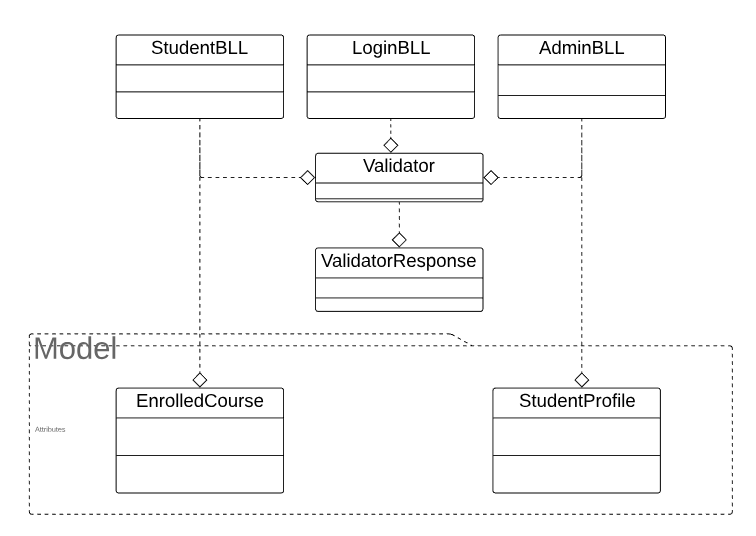 StudentBLL
LoginBLL
AdminBLL
Validator
ValidatorResponse
Model
EnrolledCourse
StudentProfile
Attributes